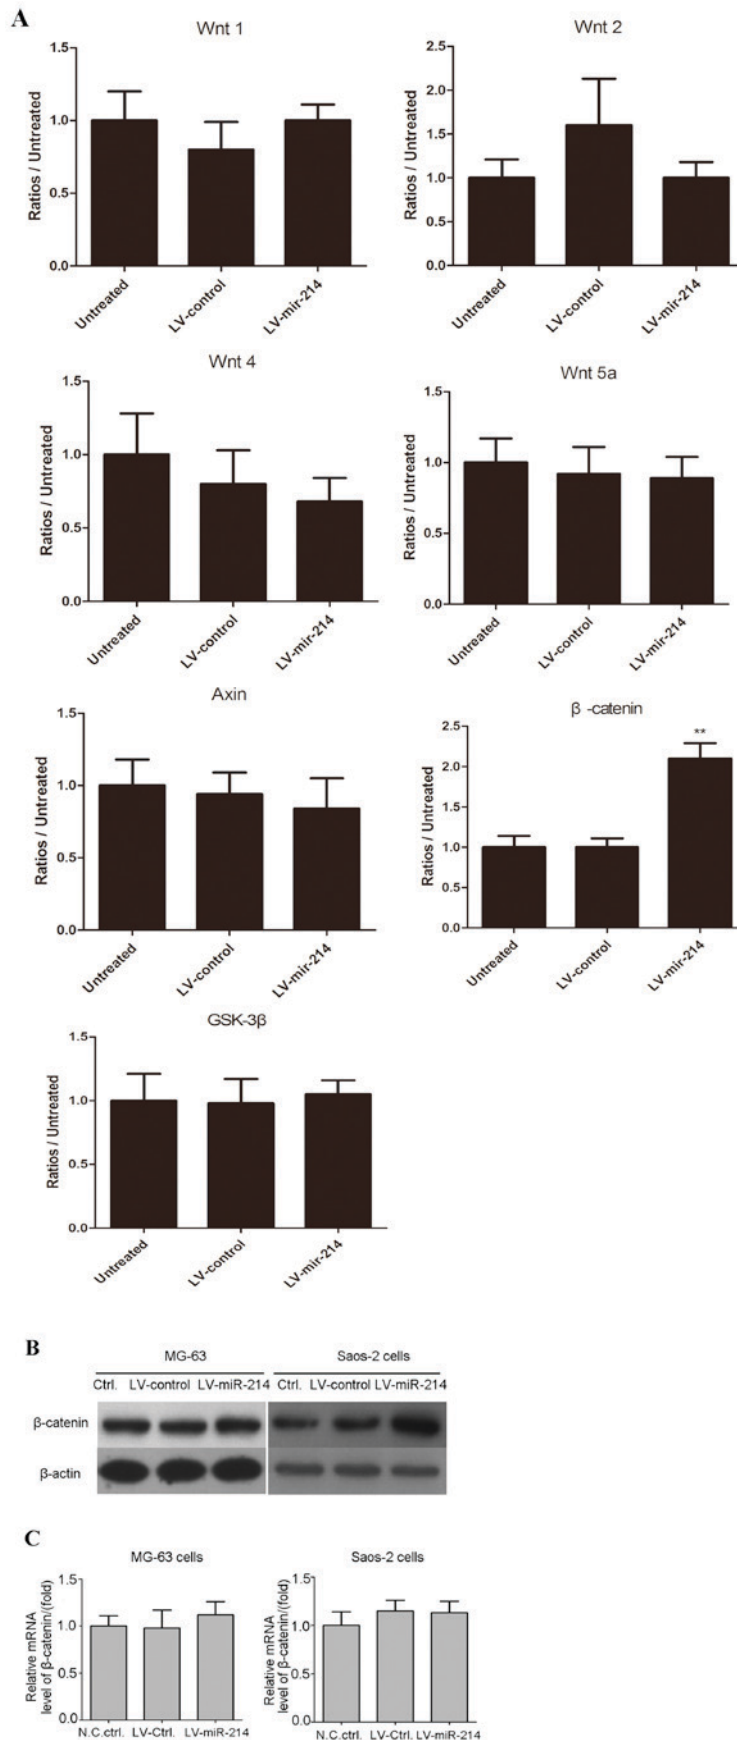 A
Wnt 1
Ratios / Untreated
1.5
1.0
0.5
0.0
Untreated
LV-control
LV-mir-214
Wnt 2
Ratios / Untreated
2.5
2.0
1.5
1.0
0.5
0.0
Untreated
LV-control
LV-mir-214
Wnt 4
Ratios / Untreated
1.5
1.0
0.5
0.0
Untreated
LV-control
LV-mir-214
Wnt 5a
Ratios / Untreated
1.5
1.0
0.5
0.0
Untreated
LV-control
LV-mir-214
Axin
Ratios / Untreated
1.5
1.0
0.5
0.0
Untreated
LV-control
LV-mir-214
β -catenin
Ratios / Untreated
2.5
2.0
1.5
1.0
0.5
0.0
**
Untreated
LV-control
LV-mir-214
GSK-3β
Ratios / Untreated
1.5
1.0
0.5
0.0
Untreated
LV-control
LV-mir-214
B
MG-63
Saos-2 cells
Ctrl. LV-control LV-miR-214
Ctrl. LV-control LV-miR-214
β-catenin
β-actin
C
MG-63 cells
Relative mRNA
level of β-catenin/(fold)
1.5
1.0
0.5
0.0
N.C.ctrl. LV-Ctrl. LV-miR-214
Saos-2 cells
Relative mRNA
level of β-catenin/(fold)
1.5
1.0
0.5
0.0
N.C.ctrl. LV-Ctrl. LV-miR-214